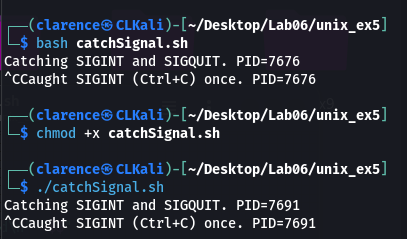 ┌──(clarence㉿CLKali)-[~/Desktop/Lab06/unix_ex5]
└─$ bash catchSignal.sh
Catching SIGINT and SIGQUIT. PID=7676
^CCaught SIGINT (Ctrl+C) once. PID=7676
┌──(clarence㉿CLKali)-[~/Desktop/Lab06/unix_ex5]
└─$ chmod +x catchSignal.sh
┌──(clarence㉿CLKali)-[~/Desktop/Lab06/unix_ex5]
└─$ ./catchSignal.sh
Catching SIGINT and SIGQUIT. PID=7691
^CCaught SIGINT (Ctrl+C) once. PID=7691